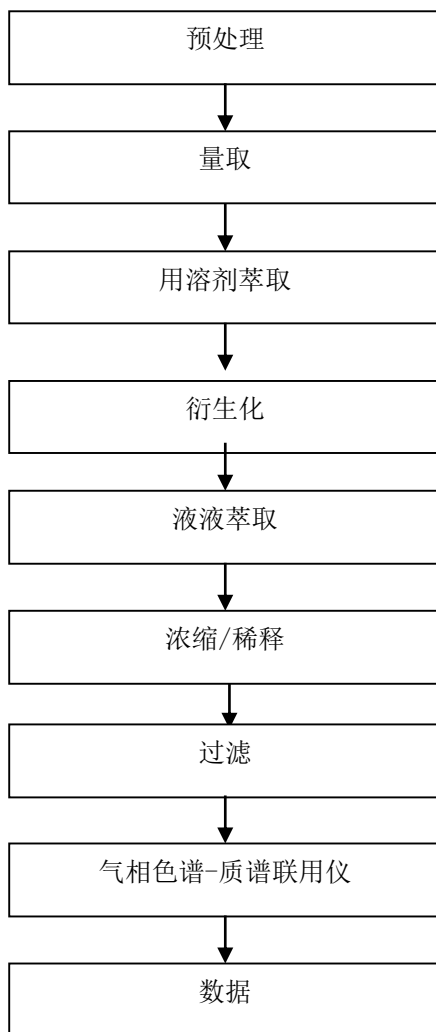 预处理
量取
用溶剂萃取
衍生化
液液萃取
浓缩/稀释
过滤
气相色谱-质谱联用仪
数据